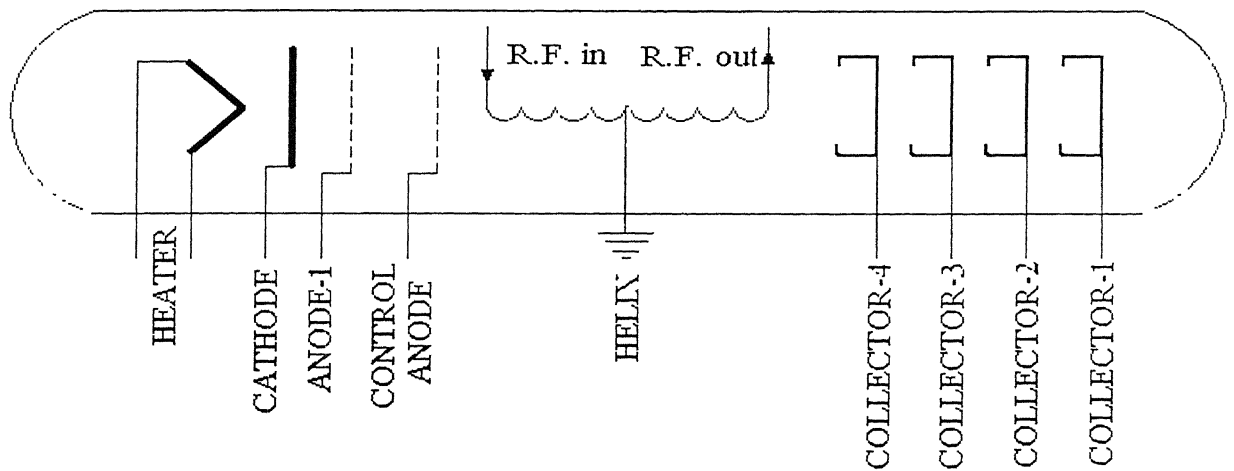 R.F. in
R.F. out
HEATER
CATHODE
ANODE-1
CONTROL
ANODE
HELIX
COLLECTOR-4
COLLECTOR-3
COLLECTOR-2
COLLECTOR-1